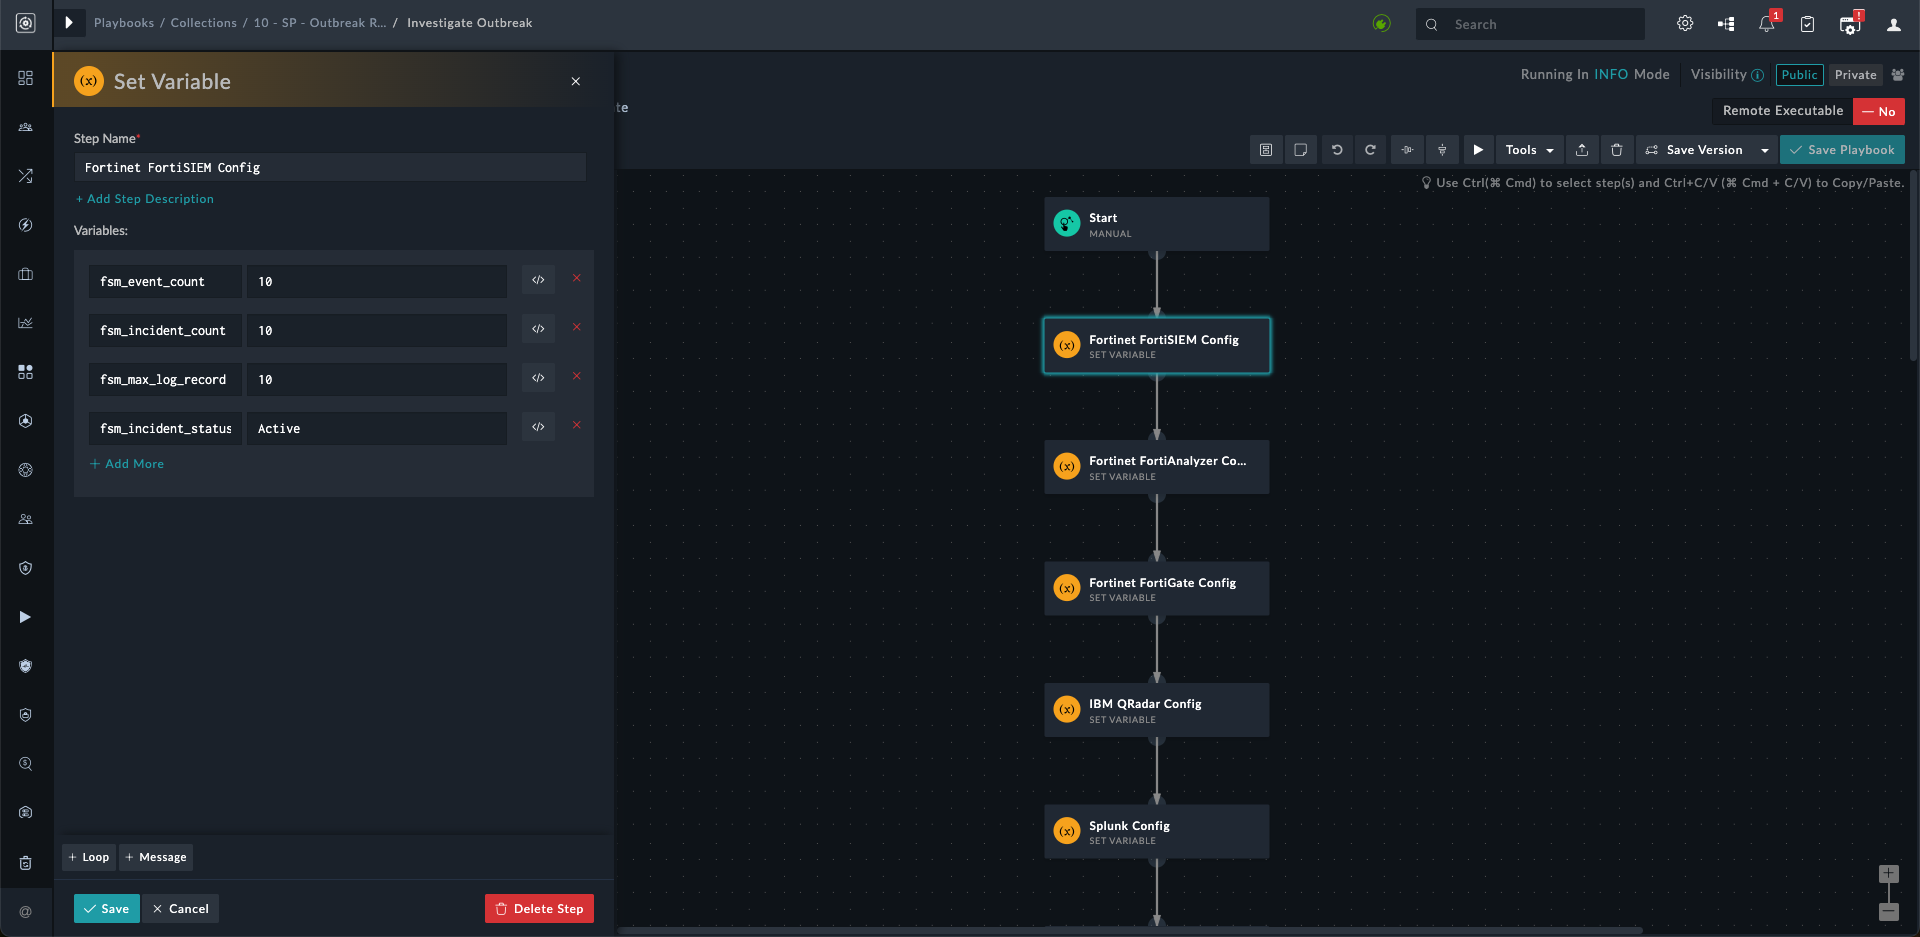 Playbooks / Collections / 10 - SP - Outbreak R... / Investigate Outbreak
Search
1
!
(x) Set Variable
Running In INFO Mode
Visibility
Public
Private
te
Remote Executable
No
Step Name*
Fortinet FortiSIEM Config
+ Add Step Description
Tools
Save Version
Save Playbook
Use Ctrl(⌘ Cmd) to select step(s) and Ctrl+C/V (⌘ Cmd + C/V) to Copy/Paste.
Variables:
fsm_event_count
10
</>
fsm_incident_count
10
</>
fsm_max_log_record
10
</>
fsm_incident_status
Active
</>
+ Add More
Start
MANUAL
(x) Fortinet FortiSIEM Config
SET VARIABLE
(x) Fortinet FortiAnalyzer Co...
SET VARIABLE
(x) Fortinet FortiGate Config
SET VARIABLE
(x) IBM QRadar Config
SET VARIABLE
(x) Splunk Config
SET VARIABLE
+ Loop
+ Message
Save
Cancel
Delete Step
@